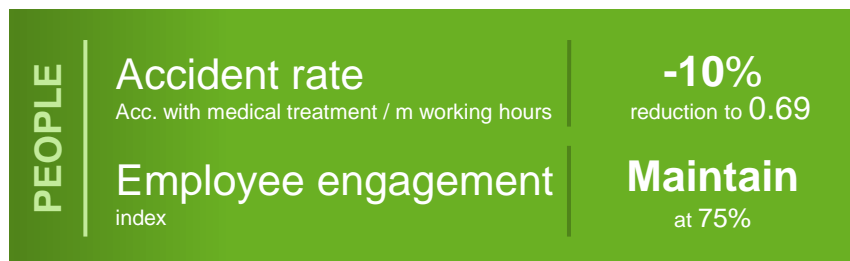 PEOPLE
Accident rate
Acc. with medical treatment / m working hours
-10%
reduction to 0.69
Employee engagement
index
Maintain
at 75%